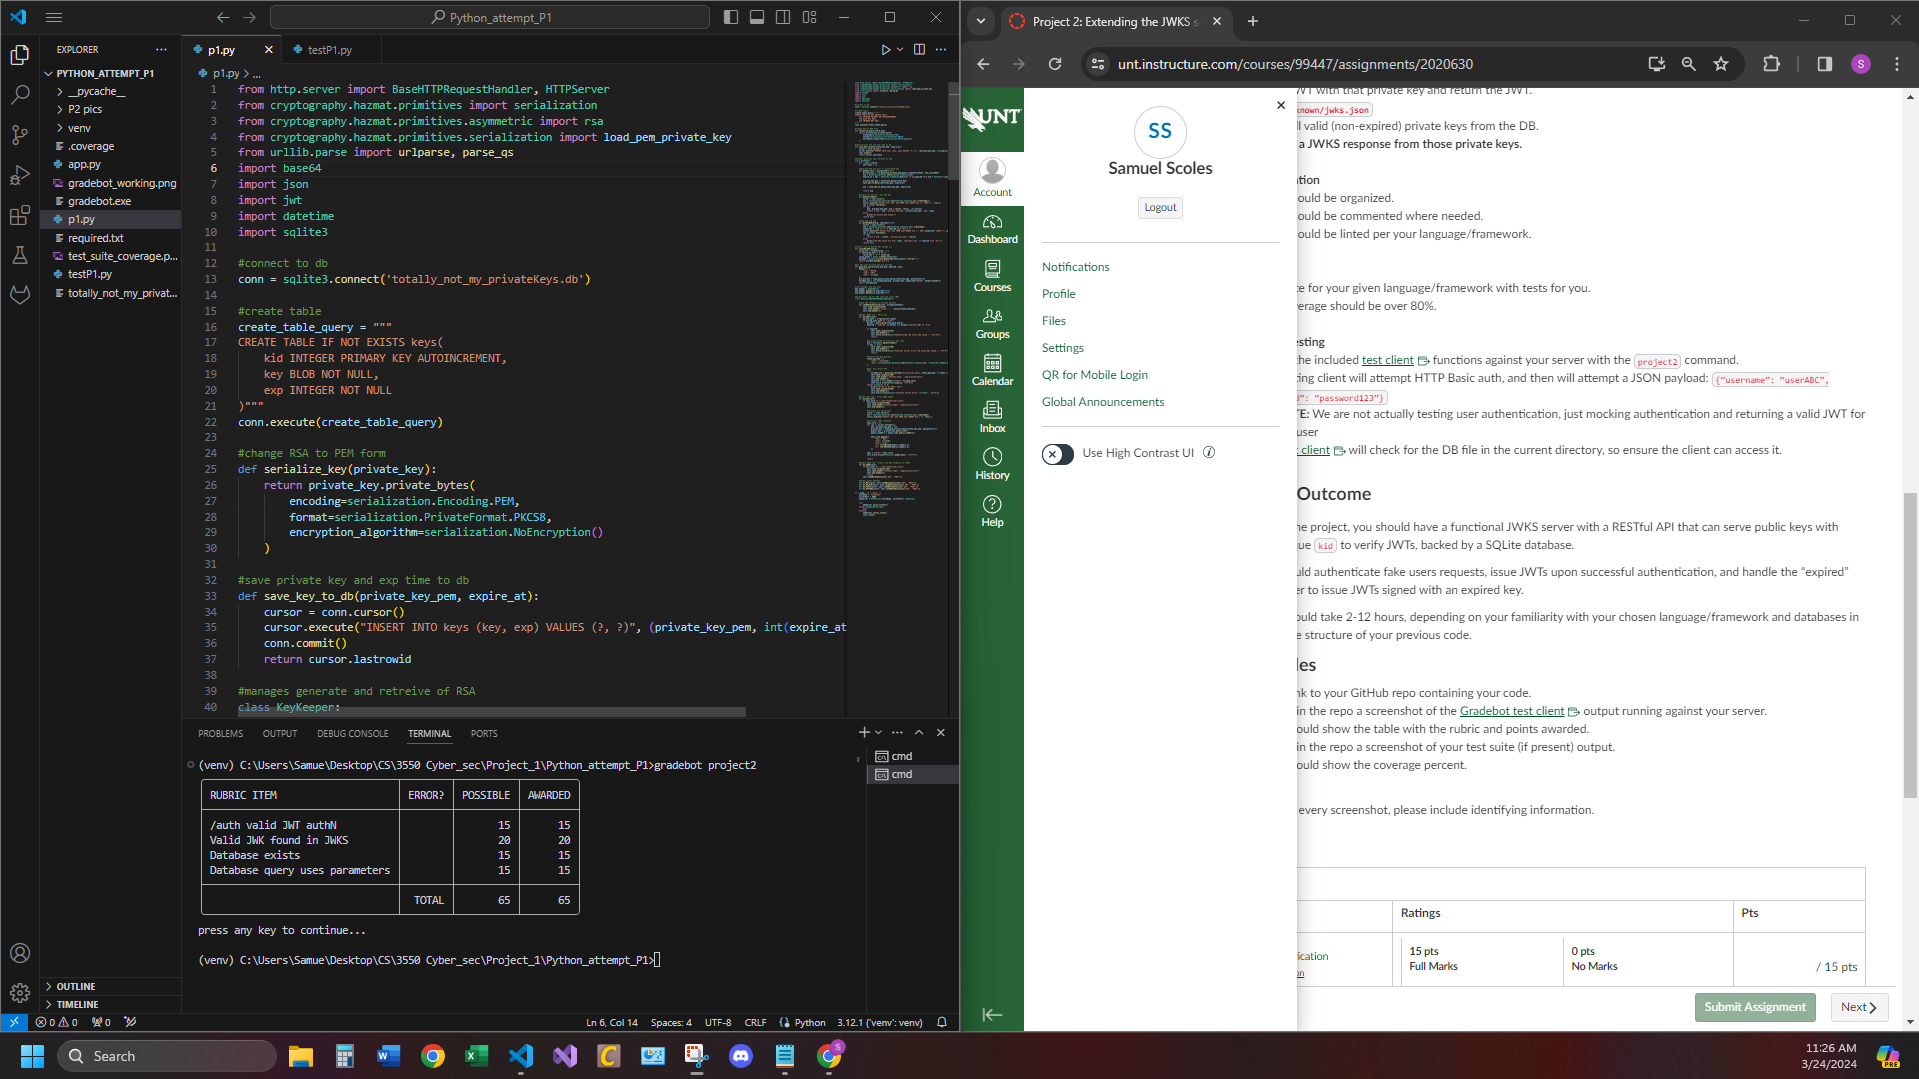 Python_attempt_P1
EXPLORER
PYTHON_ATTEMPT_P1
__pycache__
P2 pics
venv
.coverage
app.py
gradebot_working.png
gradebot.exe
p1.py
required.txt
test_suite_coverage.p...
testP1.py
totally_not_my_privat...
OUTLINE
TIMELINE
p1.py
testP1.py
p1.py > ...
1 from http.server import BaseHTTPRequestHandler, HTTPServer
2 from cryptography.hazmat.primitives import serialization
3 from cryptography.hazmat.primitives.asymmetric import rsa
4 from cryptography.hazmat.primitives.serialization import load_pem_private_key
5 from urllib.parse import urlparse, parse_qs
6 import base64
7 import json
8 import jwt
9 import datetime
10 import sqlite3
11
12 #connect to db
13 conn = sqlite3.connect('totally_not_my_privateKeys.db')
14
15 #create table
16 create_table_query = """
17 CREATE TABLE IF NOT EXISTS keys(
18 kid INTEGER PRIMARY KEY AUTOINCREMENT,
19 key BLOB NOT NULL,
20 exp INTEGER NOT NULL
21 )"""
22 conn.execute(create_table_query)
23
24 #change RSA to PEM form
25 def serialize_key(private_key):
26 return private_key.private_bytes(
27 encoding=serialization.Encoding.PEM,
28 format=serialization.PrivateFormat.PKCS8,
29 encryption_algorithm=serialization.NoEncryption()
30 )
31
32 #save private key and exp time to db
33 def save_key_to_db(private_key_pem, expire_at):
34 cursor = conn.cursor()
35 cursor.execute("INSERT INTO keys (key, exp) VALUES (?, ?)", (private_key_pem, int(expire_at
36 conn.commit()
37 return cursor.lastrowid
38
39 #manages generate and retreive of RSA
40 class KeyKeeper:
PROBLEMS OUTPUT DEBUG CONSOLE TERMINAL PORTS
cmd
cmd
(venv) C:\Users\Samue\Desktop\CS\3550 Cyber_sec\Project_1\Python_attempt_P1>gradebot project2
RUBRIC ITEM ERROR? POSSIBLE AWARDED
/auth valid JWT authN 15 15
Valid JWK found in JWKS 20 20
Database exists 15 15
Database query uses parameters 15 15
TOTAL 65 65
press any key to continue...
(venv) C:\Users\Samue\Desktop\CS\3550 Cyber_sec\Project_1\Python_attempt_P1>
0 0 0
Ln 6, Col 14 Spaces: 4 UTF-8 CRLF Python 3.12.1 ('venv': venv)
Project 2: Extending the JWKS s
unt.instructure.com/courses/99447/assignments/2020630
S
UNT
Account
Dashboard
Courses
Groups
Calendar
Inbox
History
Help
SS
Samuel Scoles
Logout
Notifications
Profile
Files
Settings
QR for Mobile Login
Global Announcements
Use High Contrast UI
WT with that private key and return the JWT.
known/jwks.json
ll valid (non-expired) private keys from the DB.
a JWKS response from those private keys.
ation
ould be organized.
ould be commented where needed.
ould be linted per your language/framework.
te for your given language/framework with tests for you.
erage should be over 80%.
esting
the included test client functions against your server with the project2 command.
ing client will attempt HTTP Basic auth, and then will attempt a JSON payload: {"username": "userABC",
d": "password123"}
TE: We are not actually testing user authentication, just mocking authentication and returning a valid JWT for
user
t client will check for the DB file in the current directory, so ensure the client can access it.
Outcome
ne project, you should have a functional JWKS server with a RESTful API that can serve public keys with
que kid to verify JWTs, backed by a SQLite database.
uld authenticate fake users requests, issue JWTs upon successful authentication, and handle the “expired”
er to issue JWTs signed with an expired key.
ould take 2-12 hours, depending on your familiarity with your chosen language/framework and databases in
e structure of your previous code.
les
nk to your GitHub repo containing your code.
in the repo a screenshot of the Gradebot test client output running against your server.
ould show the table with the rubric and points awarded.
in the repo a screenshot of your test suite (if present) output.
ould show the coverage percent.
every screenshot, please include identifying information.
Ratings Pts
ication
on
15 pts
Full Marks
0 pts
No Marks
/ 15 pts
Submit Assignment
Next
Search
11:26 AM
3/24/2024
PRE